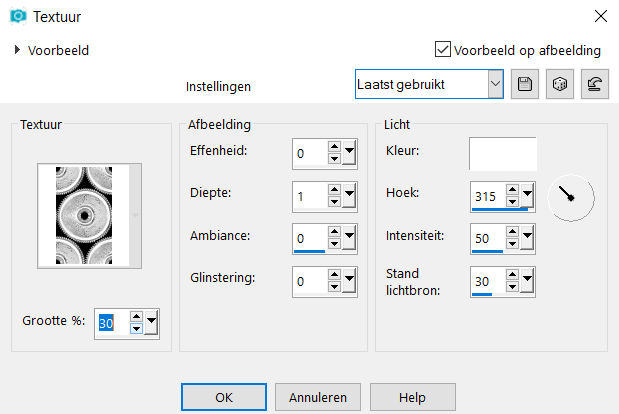 Textuur
Voorbeeld
Voorbeeld op afbeelding
Instellingen
Laatst gebruikt
Textuur
Grootte %: 30
Afbeelding
Effenheid: 0
Diepte: 1
Ambiance: 0
Glinstering: 0
Licht
Kleur:
Hoek: 315
Intensiteit: 50
Stand
lichtbron: 30
OK
Annuleren
Help